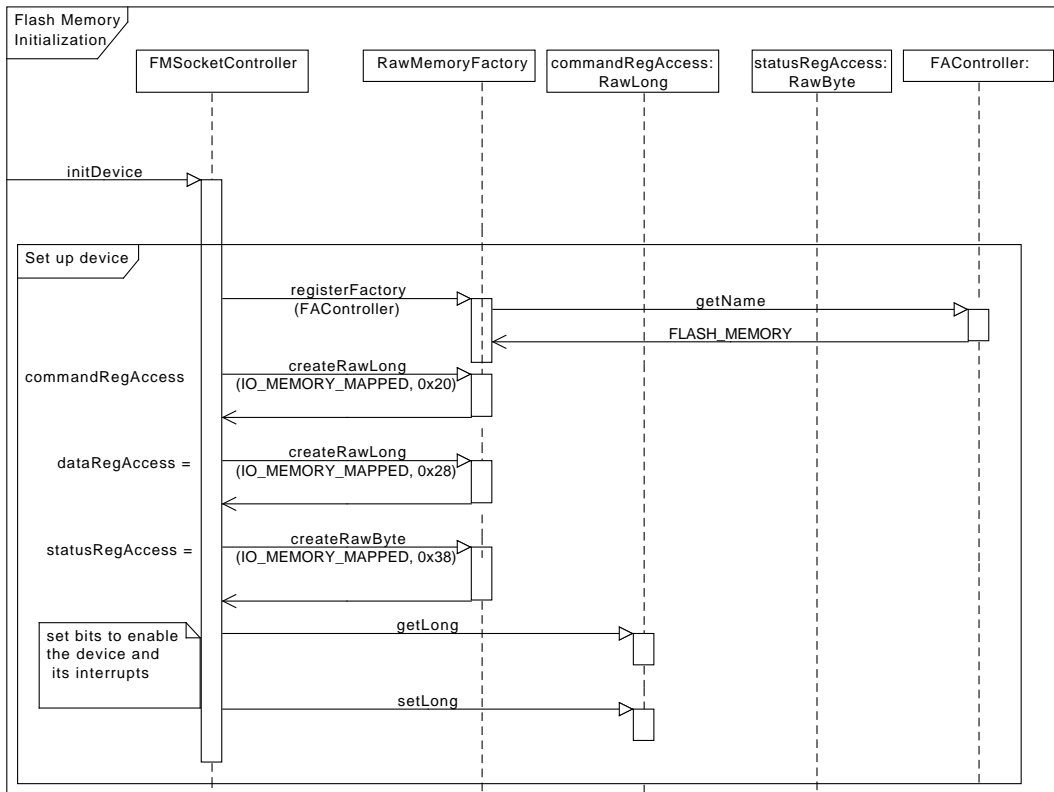 Flash Memory
Initialization
FMSocketController
RawMemoryFactory
commandRegAccess:
RawLong
statusRegAccess:
RawByte
FAController:
initDevice
Set up device
registerFactory
(FAController)
getName
FLASH_MEMORY
commandRegAccess
createRawLong
(IO_MEMORY_MAPPED, 0x20)
dataRegAccess =
createRawLong
(IO_MEMORY_MAPPED, 0x28)
statusRegAccess =
createRawByte
(IO_MEMORY_MAPPED, 0x38)
set bits to enable
the device and
its interrupts
getLong
setLong